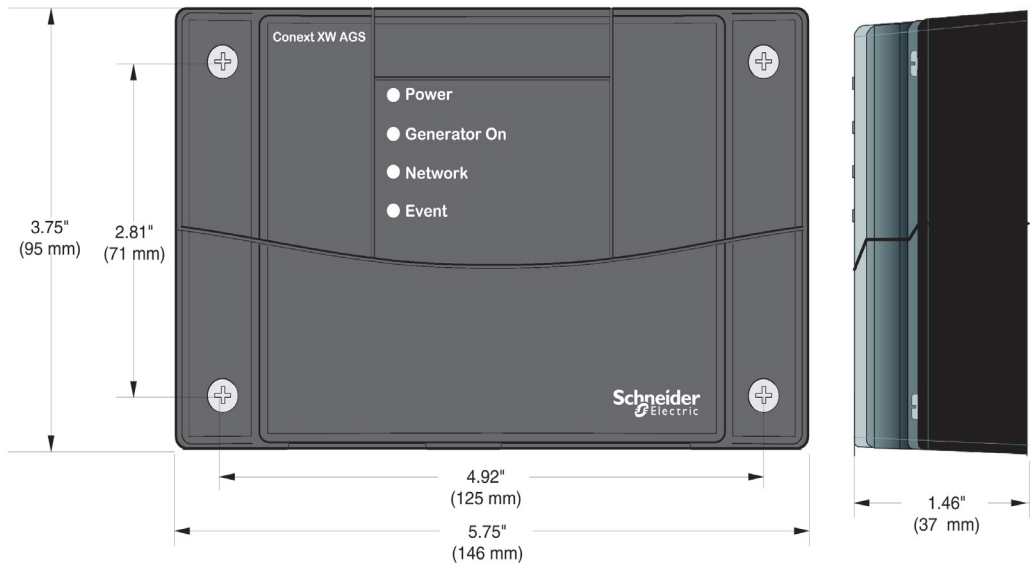 Conext XW AGS
Power
Generator On
Network
Event
3.75"
(95 mm)
2.81"
(71 mm)
Schneider
Electric
4.92"
(125 mm)
5.75"
(146 mm)
1.46"
(37 mm)